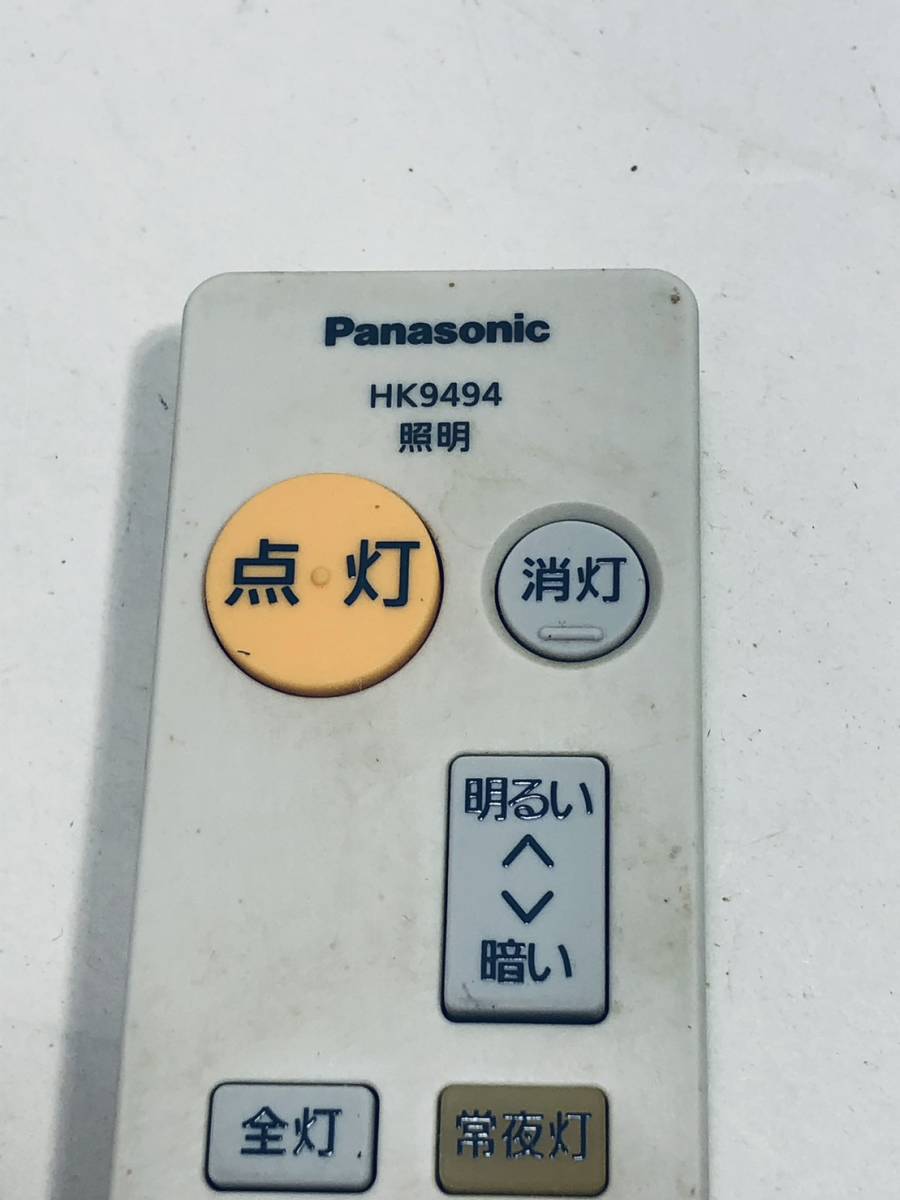 Panasonic
HK9494
照明
点灯
消灯
明るい
暗い
全灯
常夜灯